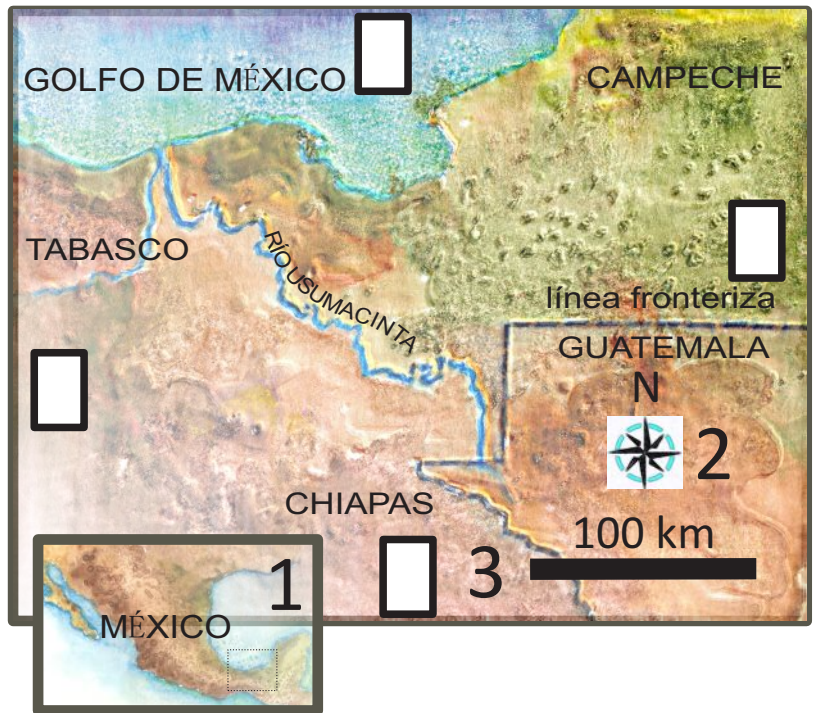 GOLFO DE MÉXICO
CAMPECHE
TABASCO
RÍO USUMACINTA
línea fronteriza
GUATEMALA
N
2
CHIAPAS
100 km
3
1
MÉXICO